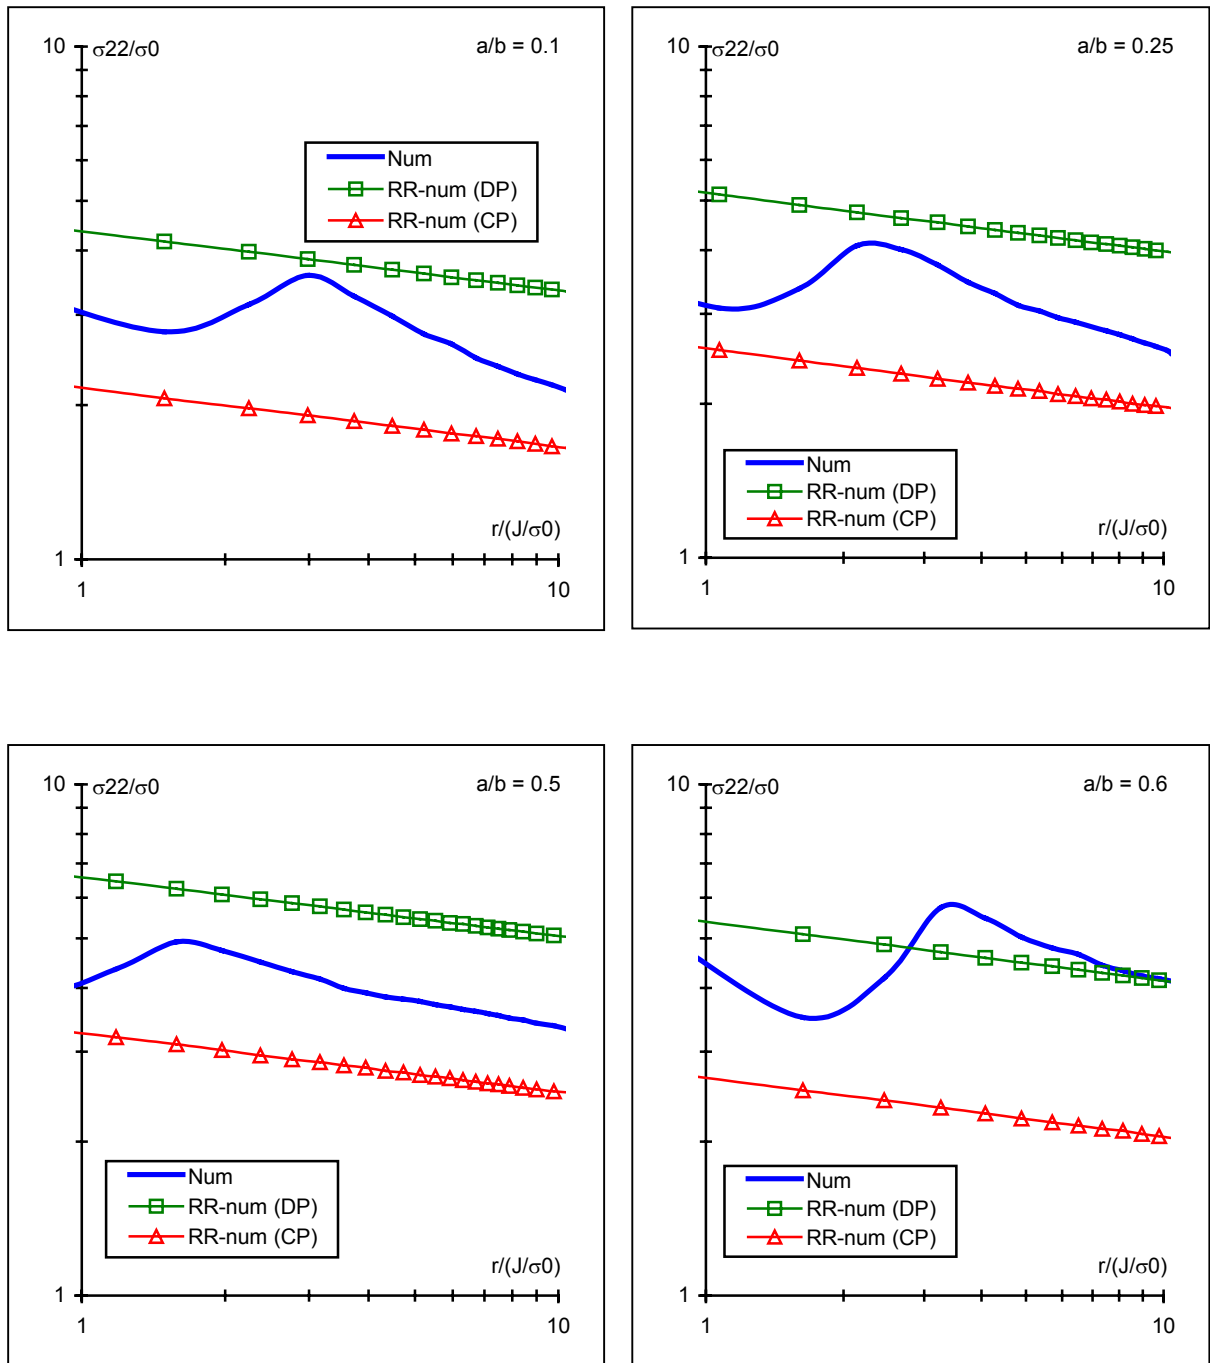 10 σ22/σ0 a/b = 0.1
Num
RR-num (DP)
RR-num (CP)
r/(J/σ0)
1
1 10
10 σ22/σ0 a/b = 0.25
Num
RR-num (DP)
RR-num (CP)
r/(J/σ0)
1
1 10
10 σ22/σ0 a/b = 0.5
Num
RR-num (DP)
RR-num (CP)
r/(J/σ0)
1
1 10
10 σ22/σ0 a/b = 0.6
Num
RR-num (DP)
RR-num (CP)
r/(J/σ0)
1
1 10